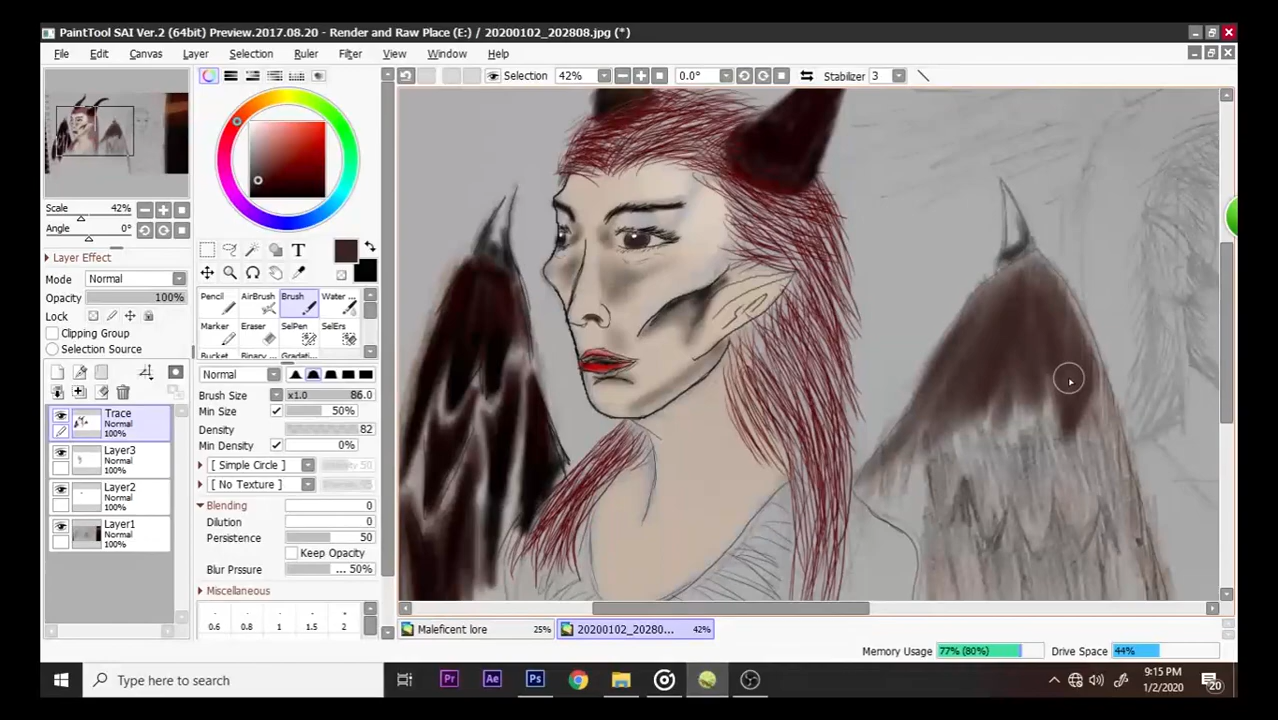 PaintTool SAI Ver.2 (64bit) Preview.2017.08.20 - Render and Raw Place (E:) / 20200102_202808.jpg (*)
File Edit Canvas Layer Selection Ruler Filter View Window Help
Selection 42% 0.0° Stabilizer 3
Scale 42%
Angle 0°
Layer Effect
Mode Normal
Opacity 100%
Lock
Clipping Group
Selection Source
Trace
Normal
100%
Layer3
Normal
100%
Layer2
Normal
100%
Layer1
Normal
100%
T
Pencil AirBrush Brush Water ...
Marker Eraser SelPen SelErs
Bucket Binary ... Gradati...
Normal
Brush Size x1.0 86.0
Min Size 50%
Density 82
Min Density 0%
[ Simple Circle ] Intensity 50
[ No Texture ]
Blending 0
Dilution 0
Persistence 50
Keep Opacity
Blur Prssure ... 50%
Miscellaneous
0.6 0.8 1 1.5 2
Maleficent lore 25% 20200102_20280... 42%
Memory Usage 77% (80%) Drive Space 44%
Type here to search
Pr Ae Ps
9:15 PM
1/2/2020
20